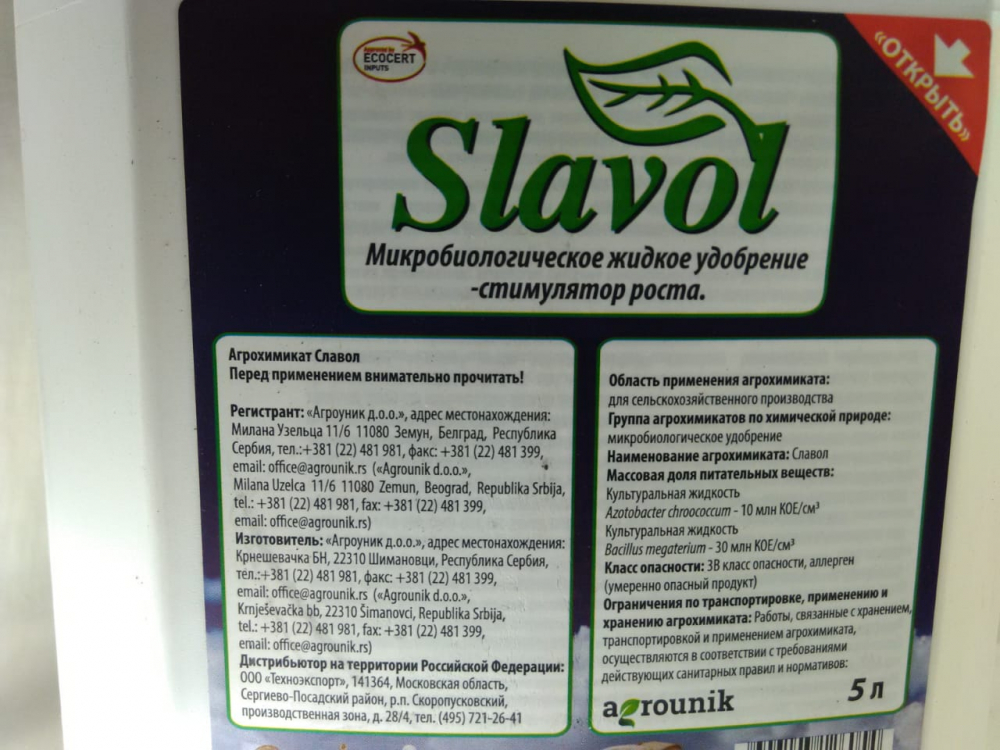 Approved by
ECOCERT
INPUTS
«ОТКРЫТЬ»
Slavol
Микробиологическое жидкое удобрение
-стимулятор роста.
Агрохимикат Славол
Перед применением внимательно прочитать!
Регистрант: «Агроуник д.о.о.», адрес местонахождения:
Милана Узельца 11/6 11080 Земун, Белград, Республика
Сербия, тел.:+381 (22) 481 981, факс: +381 (22) 481 399,
email: office@agrounik.rs («Agrounik d.o.o.»,
Milana Uzelca 11/6 11080 Zemun, Beograd, Republika Srbija,
tel.: +381 (22) 481 981, fax: +381 (22) 481 399,
email: office@agrounik.rs)
Изготовитель: «Агроуник д.о.о.», адрес местонахождения:
Крнешевачка БН, 22310 Шимановци, Республика Сербия,
тел.:+381 (22) 481 981, факс: +381 (22) 481 399,
email: office@agrounik.rs («Agrounik d.o.o.»,
Krnješevačka bb, 22310 Šimanovci, Republika Srbija,
tel.: +381 (22) 481 981, fax: +381 (22) 481 399,
email: office@agrounik.rs)
Дистрибьютор на территории Российской Федерации:
ООО «Техноэкспорт», 141364, Московская область,
Сергиево-Посадский район, р.п. Скоропусковский,
производственная зона, д. 28/4, тел. (495) 721-26-41
Область применения агрохимиката:
для сельскохозяйственного производства
Группа агрохимикатов по химической природе:
микробиологическое удобрение
Наименование агрохимиката: Славол
Массовая доля питательных веществ:
Культуральная жидкость
Azotobacter chroococcum - 10 млн КОЕ/см³
Культуральная жидкость
Bacillus megaterium - 30 млн КОЕ/см³
Класс опасности: 3В класс опасности, аллерген
(умеренно опасный продукт)
Ограничения по транспортировке, применению и
хранению агрохимиката: Работы, связанные с хранением,
транспортировкой и применением агрохимиката,
осуществляются в соответствии с требованиями
действующих санитарных правил и нормативов:
agrounik
5 л